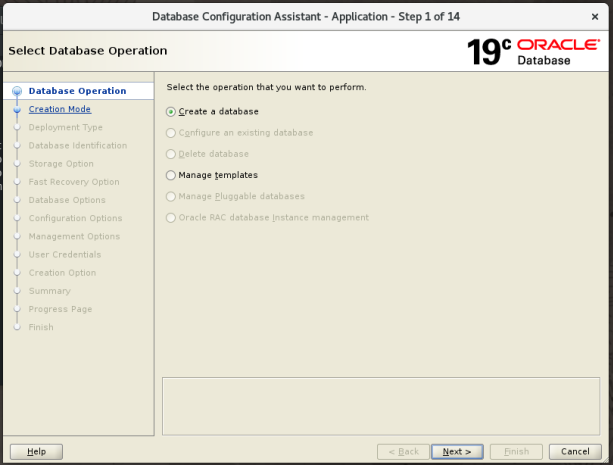 Database Configuration Assistant - Application - Step 1 of 14
×
Select Database Operation
19c ORACLE
Database
Database Operation
Creation Mode
Deployment Type
Database Identification
Storage Option
Fast Recovery Option
Database Options
Configuration Options
Management Options
User Credentials
Creation Option
Summary
Progress Page
Finish
Select the operation that you want to perform.
Create a database
Configure an existing database
Delete database
Manage templates
Manage Pluggable databases
Oracle RAC database Instance management
Help
< Back
Next >
Finish
Cancel